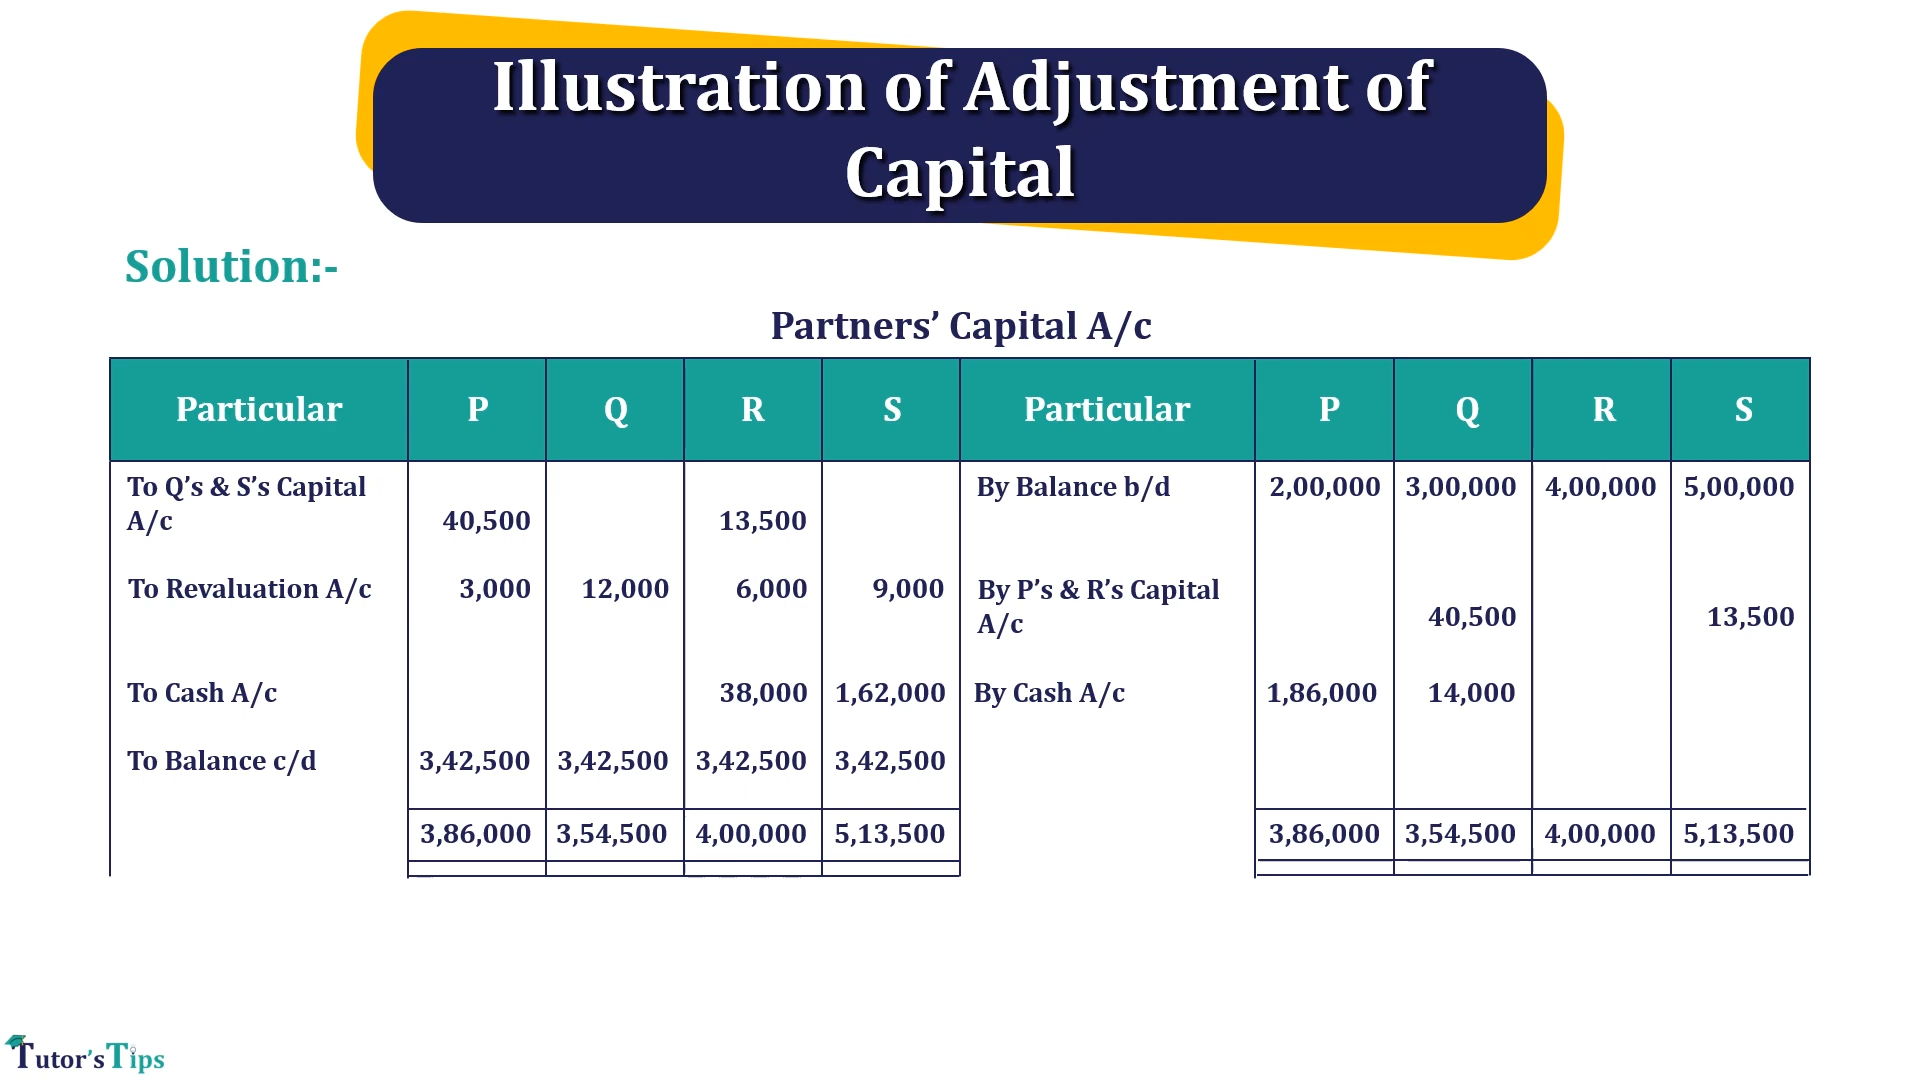 Illustration of Adjustment of
Capital
Solution:-
Partners’ Capital A/c
Particular P Q R S Particular P Q R S
To Q’s & S’s Capital By Balance b/d 2,00,000 3,00,000 4,00,000 5,00,000
A/c 40,500 13,500
To Revaluation A/c 3,000 12,000 6,000 9,000 By P’s & R’s Capital
A/c 40,500 13,500
To Cash A/c 38,000 1,62,000 By Cash A/c 1,86,000 14,000
To Balance c/d 3,42,500 3,42,500 3,42,500 3,42,500
3,86,000 3,54,500 4,00,000 5,13,500 3,86,000 3,54,500 4,00,000 5,13,500
Tutor’sTips